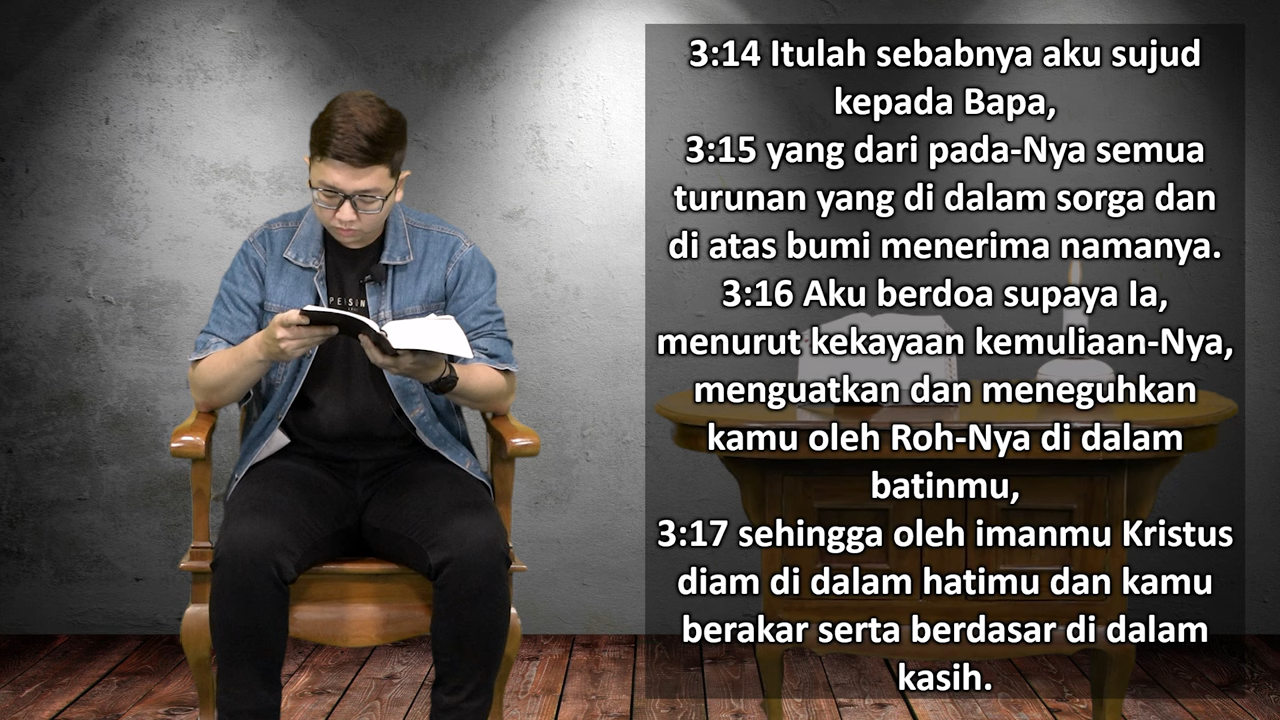 3:14 Itulah sebabnya aku sujud
kepada Bapa,
3:15 yang dari pada-Nya semua
turunan yang di dalam sorga dan
di atas bumi menerima namanya.
3:16 Aku berdoa supaya Ia,
menurut kekayaan kemuliaan-Nya,
menguatkan dan meneguhkan
kamu oleh Roh-Nya di dalam
batinmu,
3:17 sehingga oleh imanmu Kristus
diam di dalam hatimu dan kamu
berakar serta berdasar di dalam
kasih.